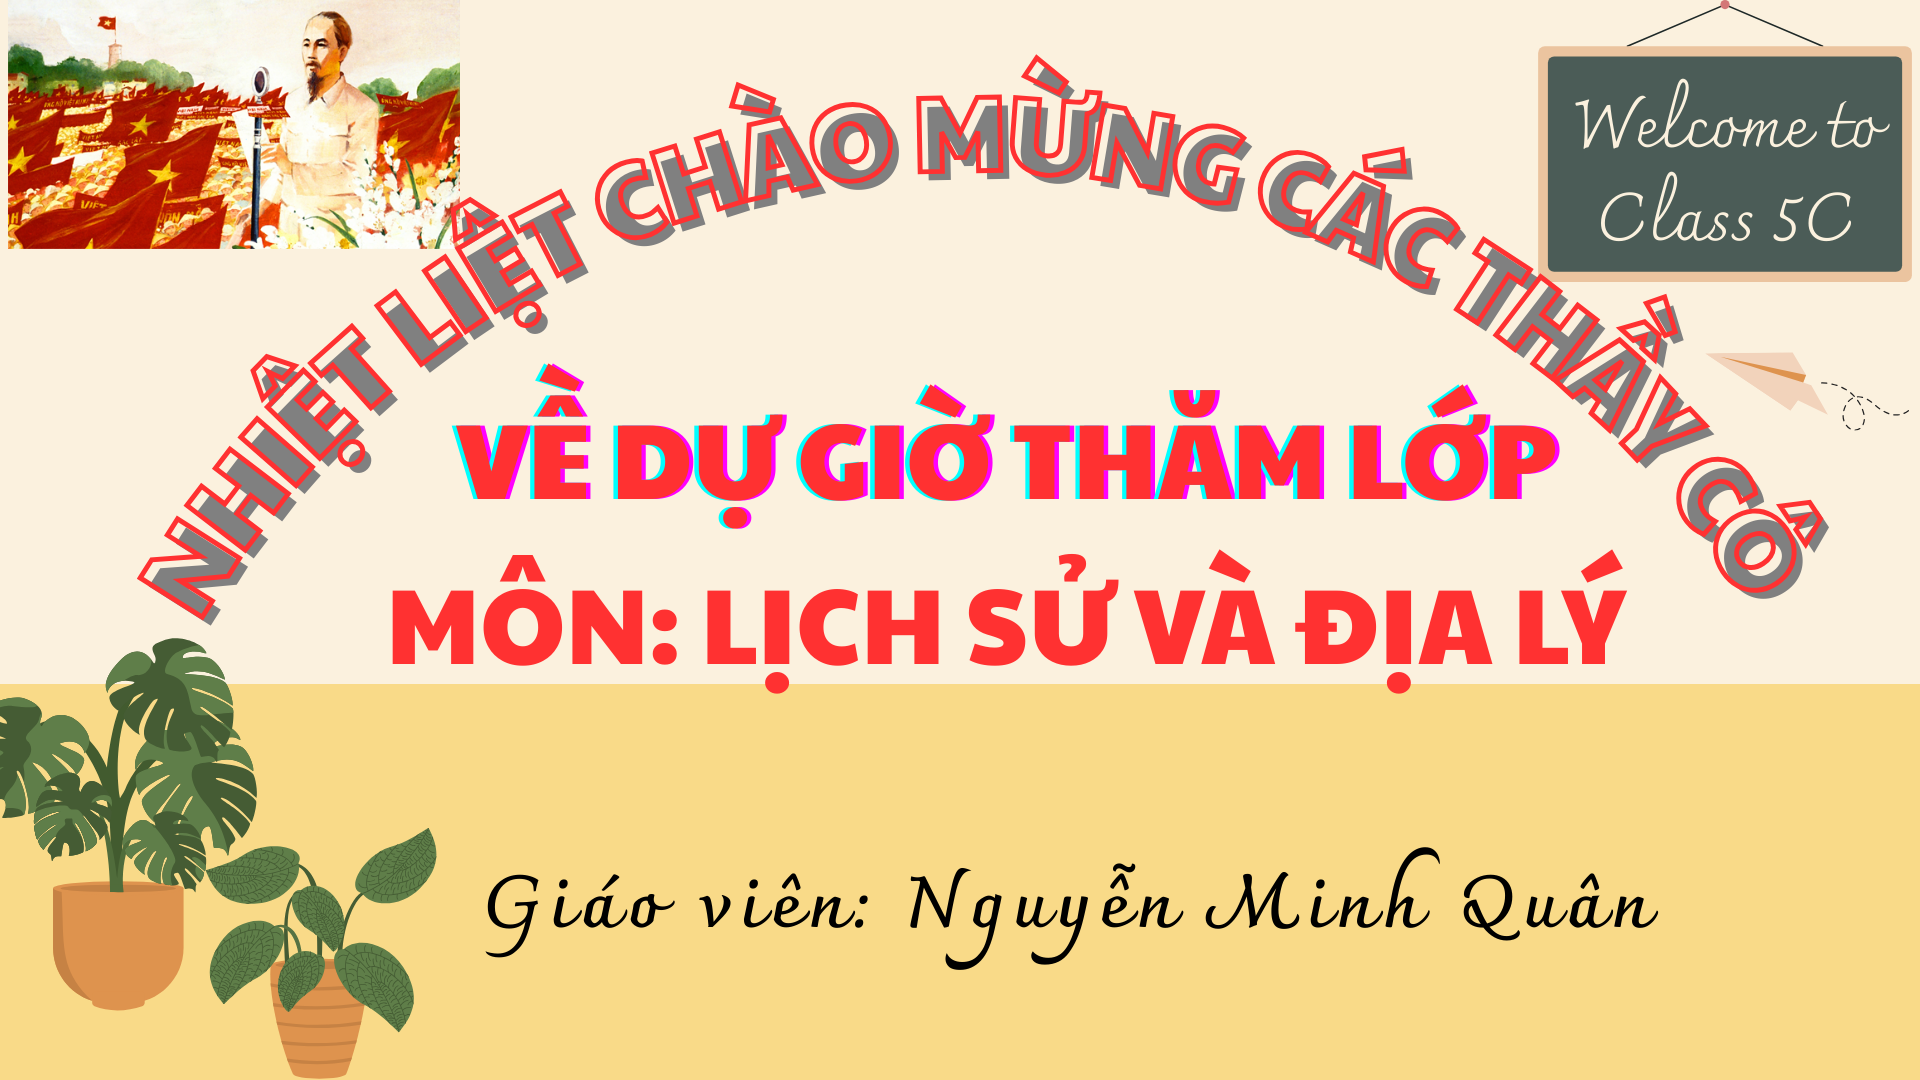 NHIỆT LIỆT CHÀO MỪNG CÁC THẦY CÔ
Welcome to
Class 5C
VỀ DỰ GIỜ THĂM LỚP
MÔN: LỊCH SỬ VÀ ĐỊA LÝ
Giáo viên: Nguyễn Minh Quân